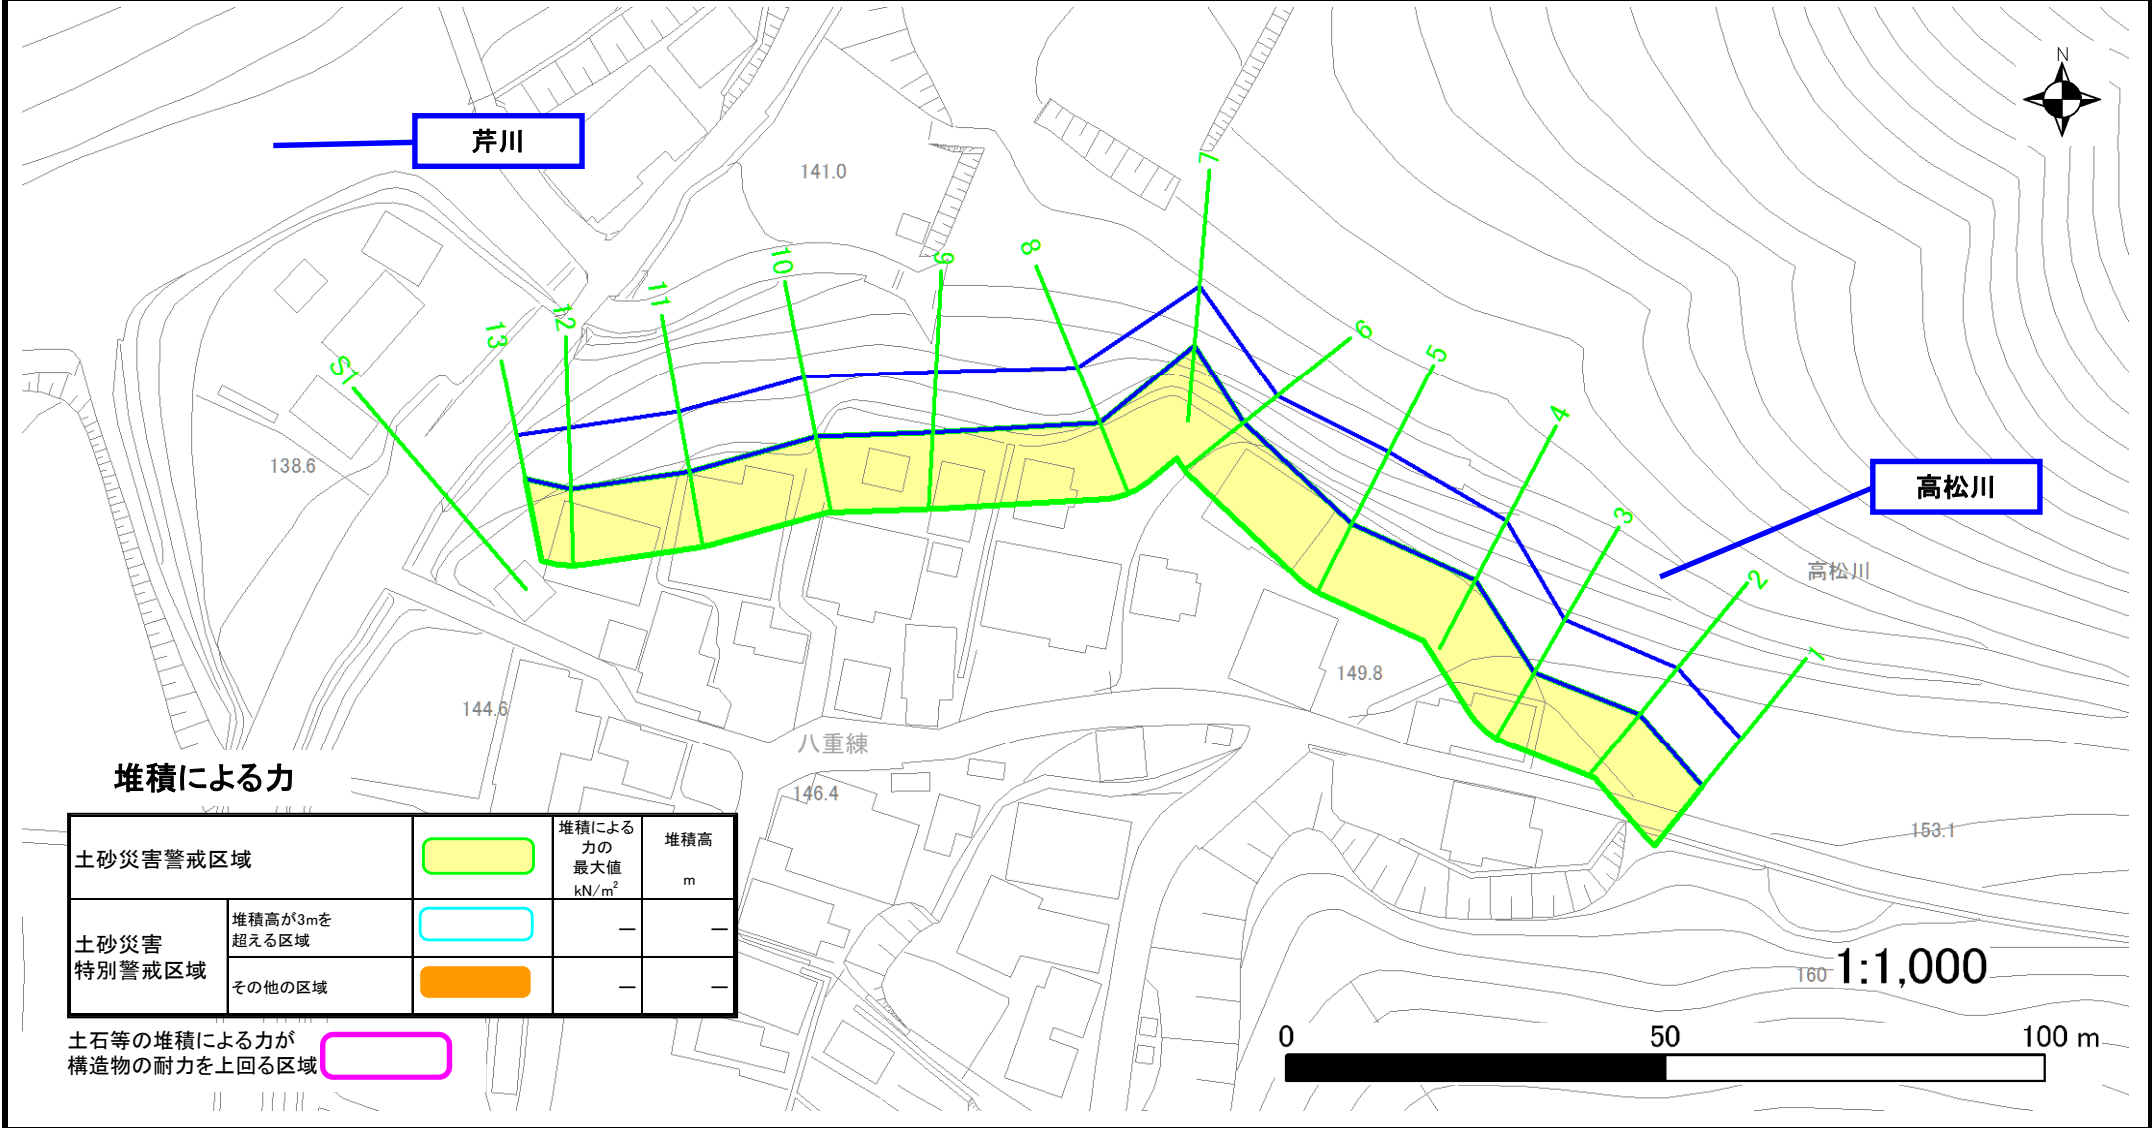 N
芹川
141.0
7
8
9
10
11
12
13
S1
6
5
4
3
2
1
138.6
高松川
高松川
149.8
144.6
八重練
146.4
153.1
160
堆積による力
土砂災害警戒区域
堆積による
力の
最大値
kN/m²
堆積高
m
土砂災害
特別警戒区域
堆積高が3mを
超える区域
—
—
その他の区域
—
—
土石等の堆積による力が
構造物の耐力を上回る区域
1:1,000
0 50 100 m